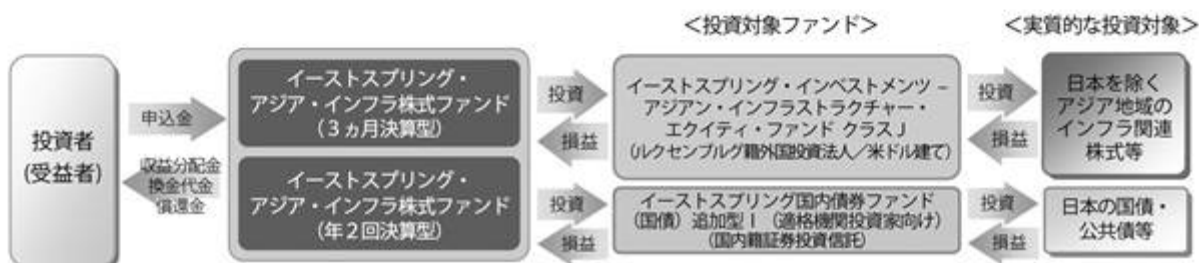 ＜投資対象ファンド＞
＜実質的な投資対象＞
投資者
(受益者)
申込金
収益分配金
換金代金
償還金
イーストスプリング・
アジア・インフラ株式ファンド
(３ヵ月決算型)
イーストスプリング・
アジア・インフラ株式ファンド
(年２回決算型)
投資
損益
投資
損益
イーストスプリング・インベストメンツ －
アジアン・インフラストラクチャー・
エクイティ・ファンド クラスＪ
(ルクセンブルグ籍外国投資法人／米ドル建て)
イーストスプリング国内債券ファンド
(国債) 追加型Ⅰ (適格機関投資家向け)
(国内籍証券投資信託)
投資
損益
投資
損益
日本を除く
アジア地域の
インフラ関連
株式等
日本の国債・
公共債等